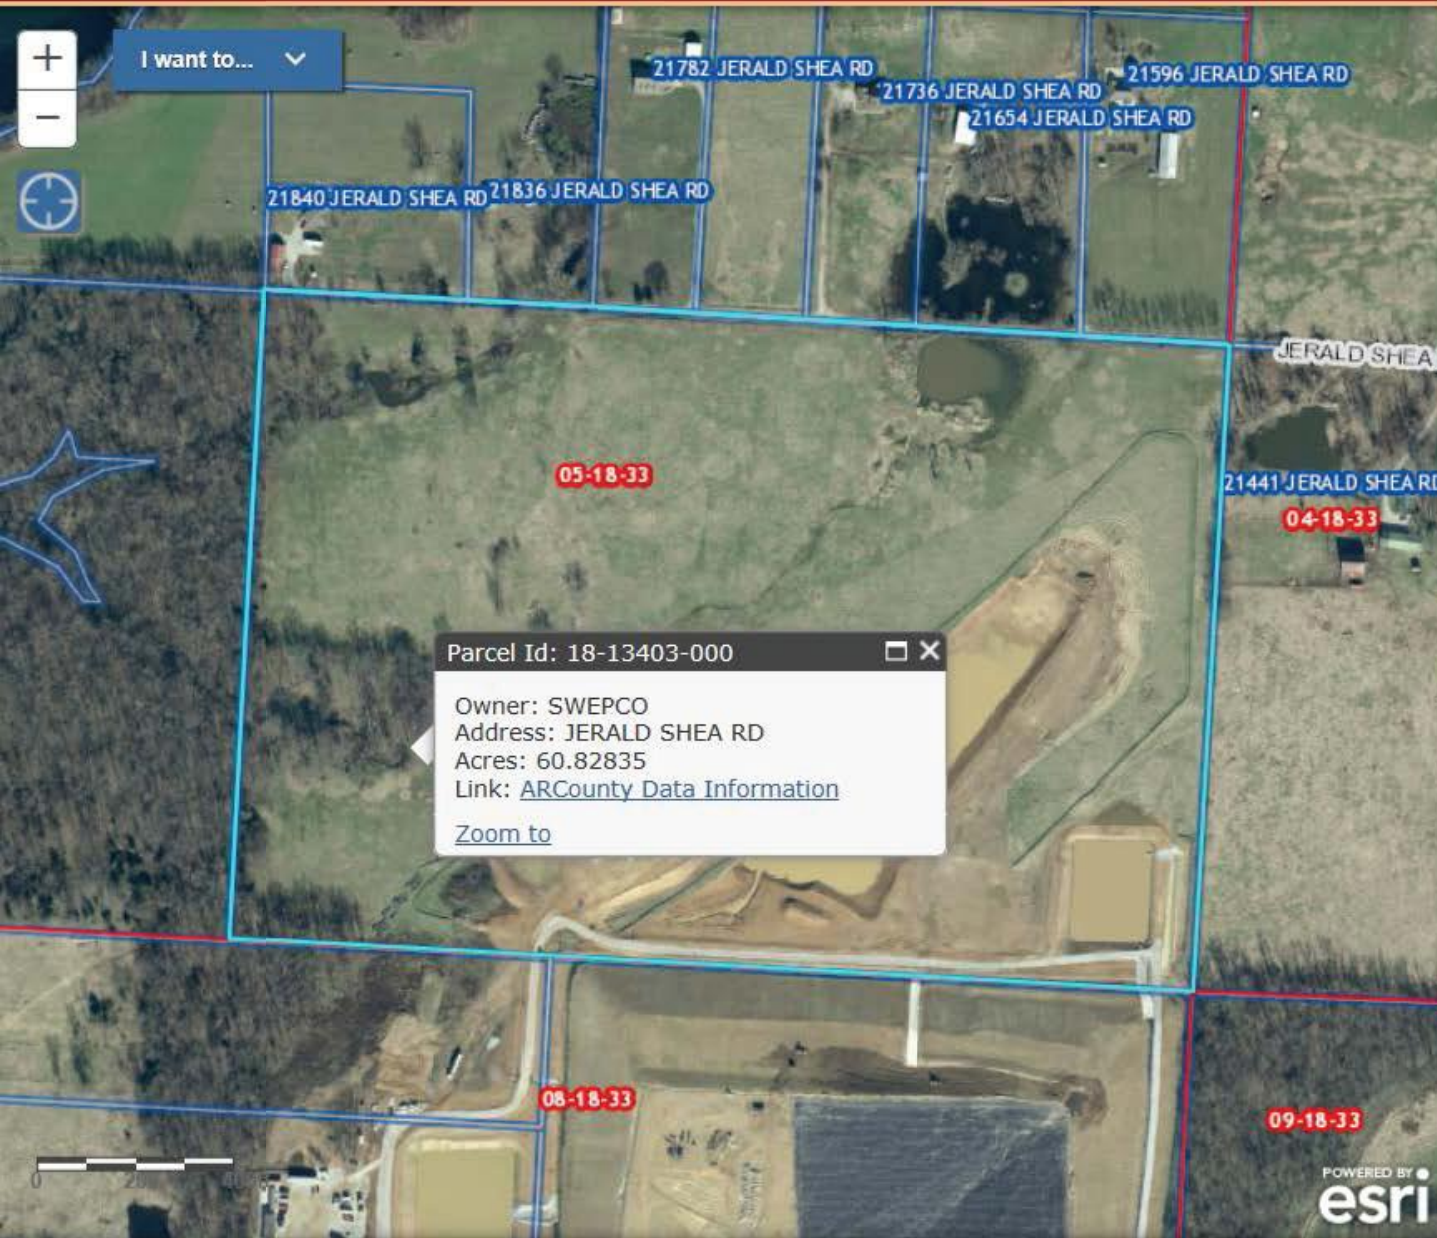 +
I want to...
−
21782 JERALD SHEA RD
21596 JERALD SHEA RD
21736 JERALD SHEA RD
21654 JERALD SHEA RD
21840 JERALD SHEA RD
21836 JERALD SHEA RD
JERALD SHEA
05-18-33
21441 JERALD SHEA RD
04-18-33
Parcel Id: 18-13403-000
Owner: SWEPCO
Address: JERALD SHEA RD
Acres: 60.82835
Link: ARCounty Data Information
Zoom to
08-18-33
09-18-33
0
POWERED BY
esri